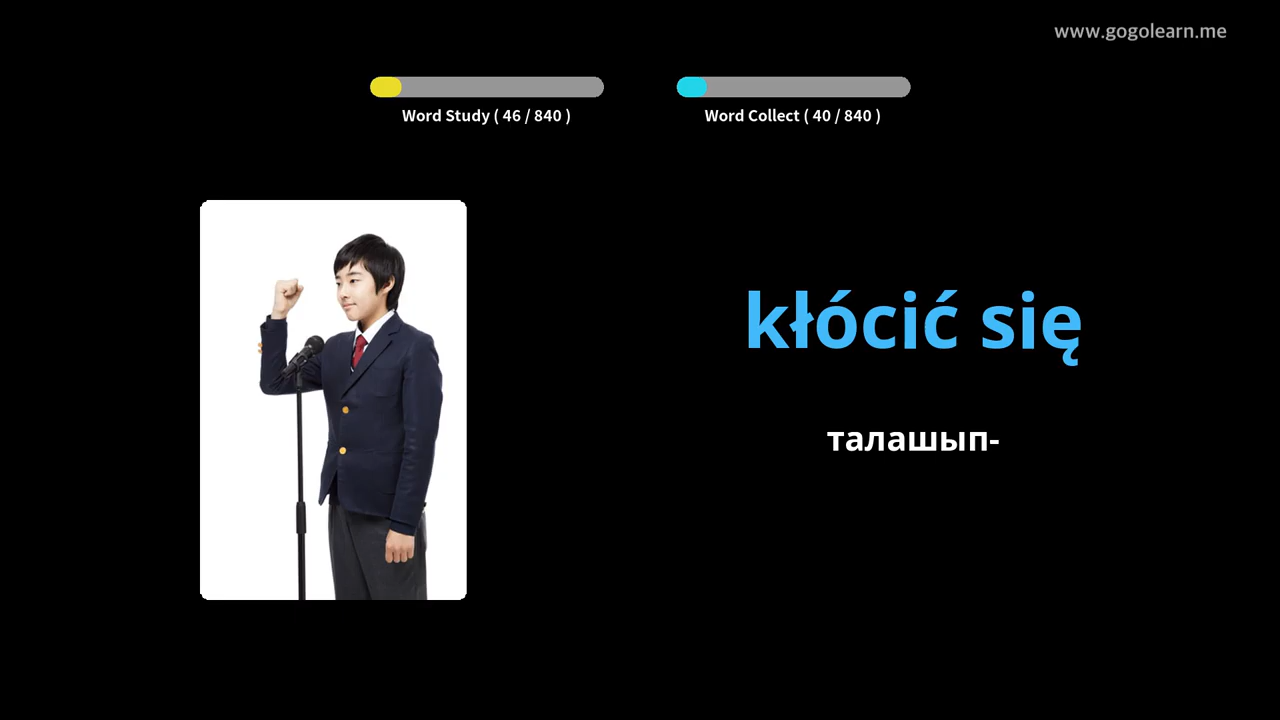 www.gogolearn.me
Word Study ( 46 / 840 )
Word Collect ( 40 / 840 )
kłócić się
талашып-